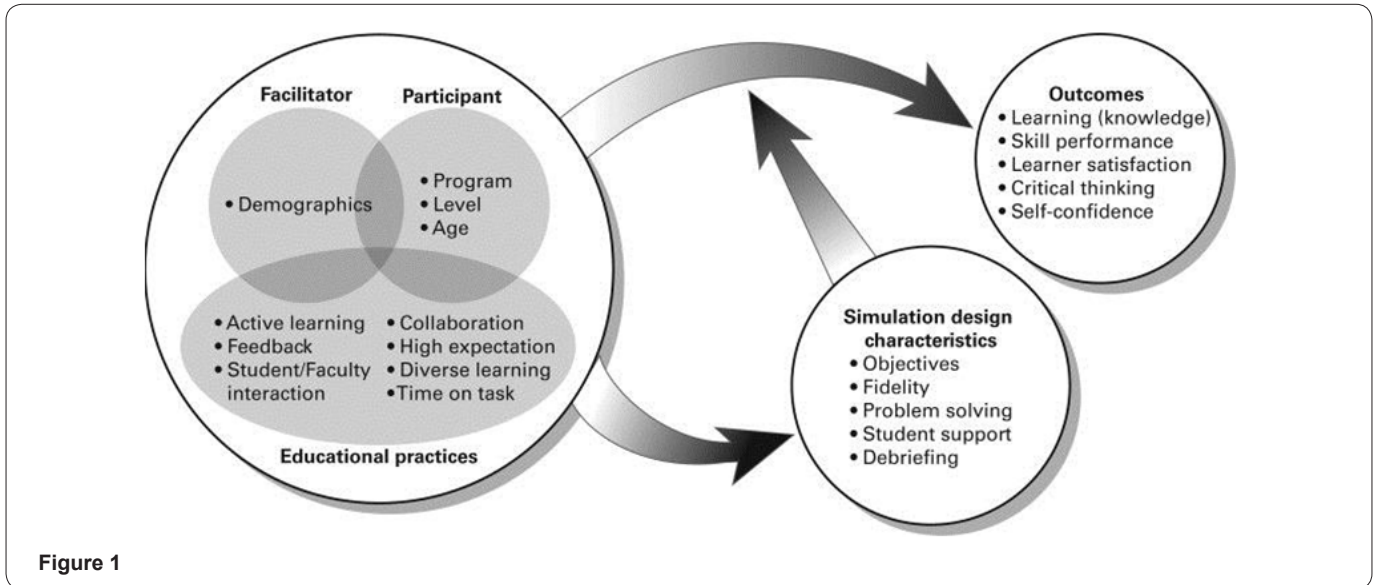 Facilitator
Participant
• Demographics
• Program
• Level
• Age
• Active learning
• Feedback
• Student/Faculty
interaction
• Collaboration
• High expectation
• Diverse learning
• Time on task
Educational practices
Outcomes
• Learning (knowledge)
• Skill performance
• Learner satisfaction
• Critical thinking
• Self-confidence
Simulation design
characteristics
• Objectives
• Fidelity
• Problem solving
• Student support
• Debriefing
Figure 1